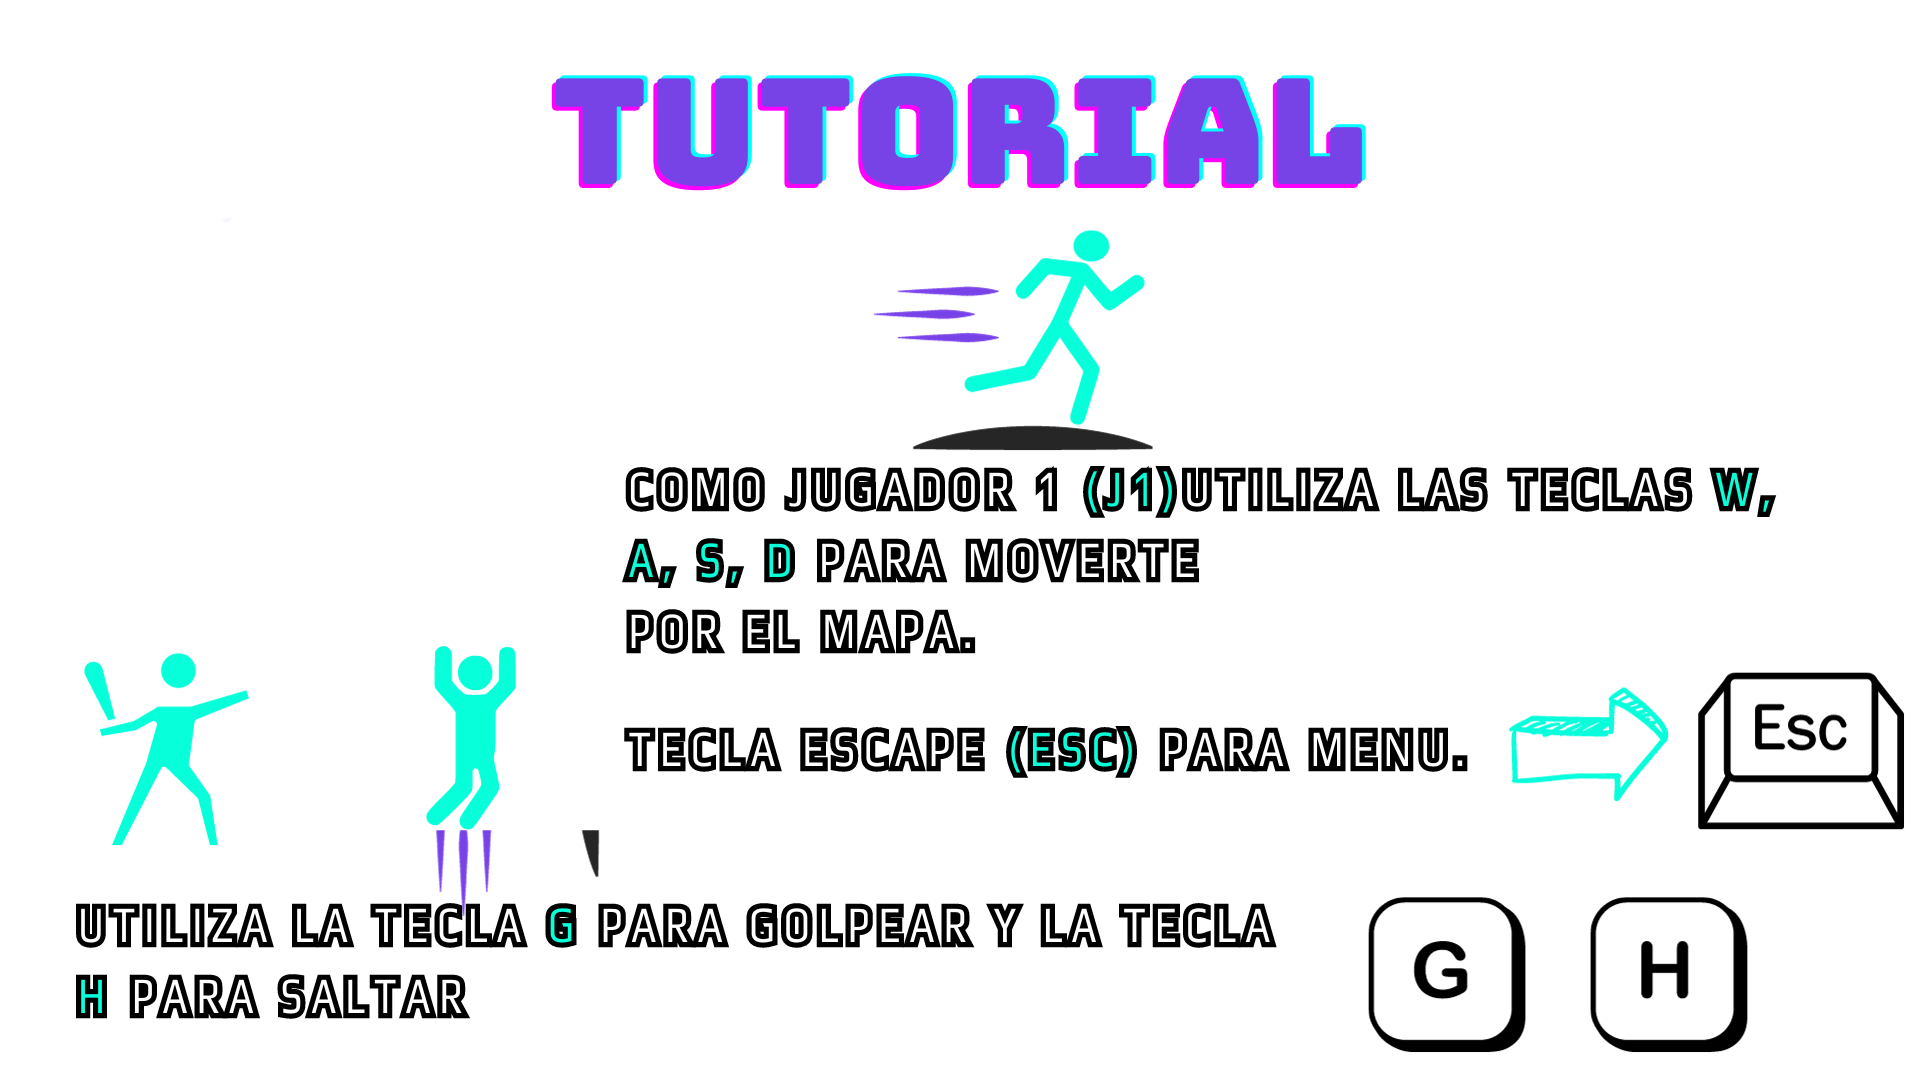 TUTORIAL
COMO JUGADOR 1 (J1)UTILIZA LAS TECLAS W,
A, S, D PARA MOVERTE
POR EL MAPA.
TECLA ESCAPE (ESC) PARA MENU.
Esc
UTILIZA LA TECLA G PARA GOLPEAR Y LA TECLA
H PARA SALTAR
G H